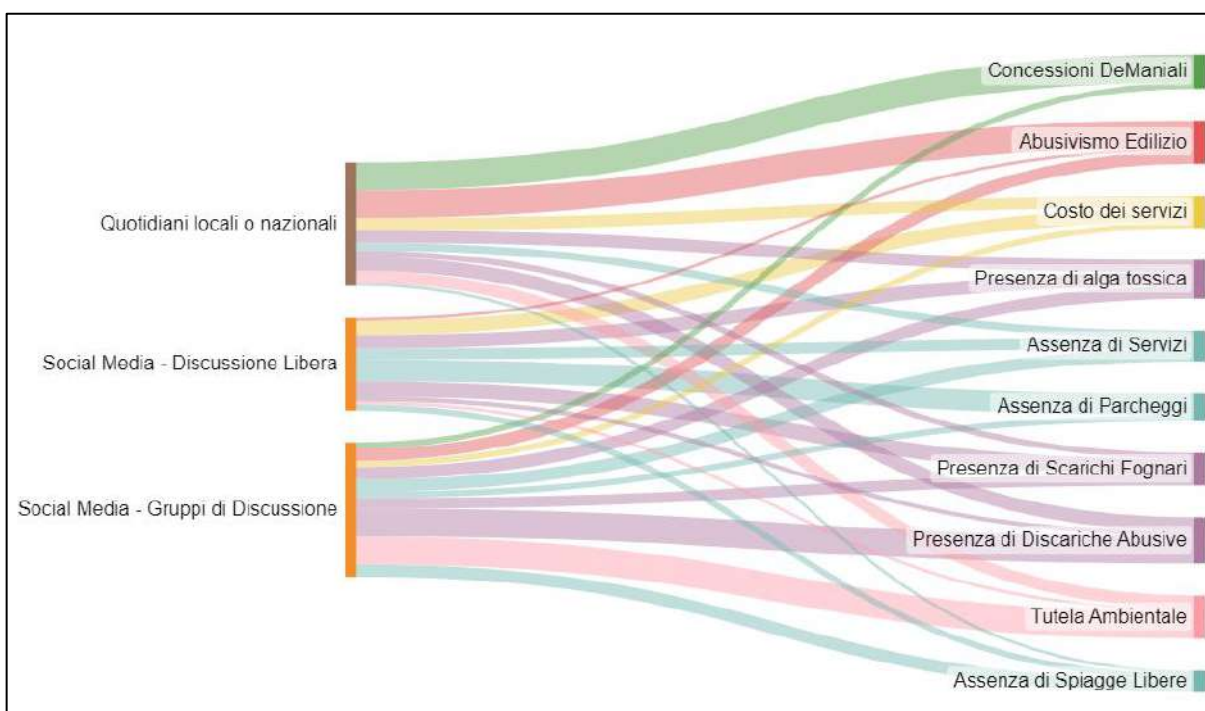 Quotidiani locali o nazionali
Social Media - Discussione Libera
Social Media - Gruppi di Discussione
Concessioni DeManiali
Abusivismo Edilizio
Costo dei servizi
Presenza di alga tossica
Assenza di Servizi
Assenza di Parcheggi
Presenza di Scarichi Fognari
Presenza di Discariche Abusive
Tutela Ambientale
Assenza di Spiagge Libere